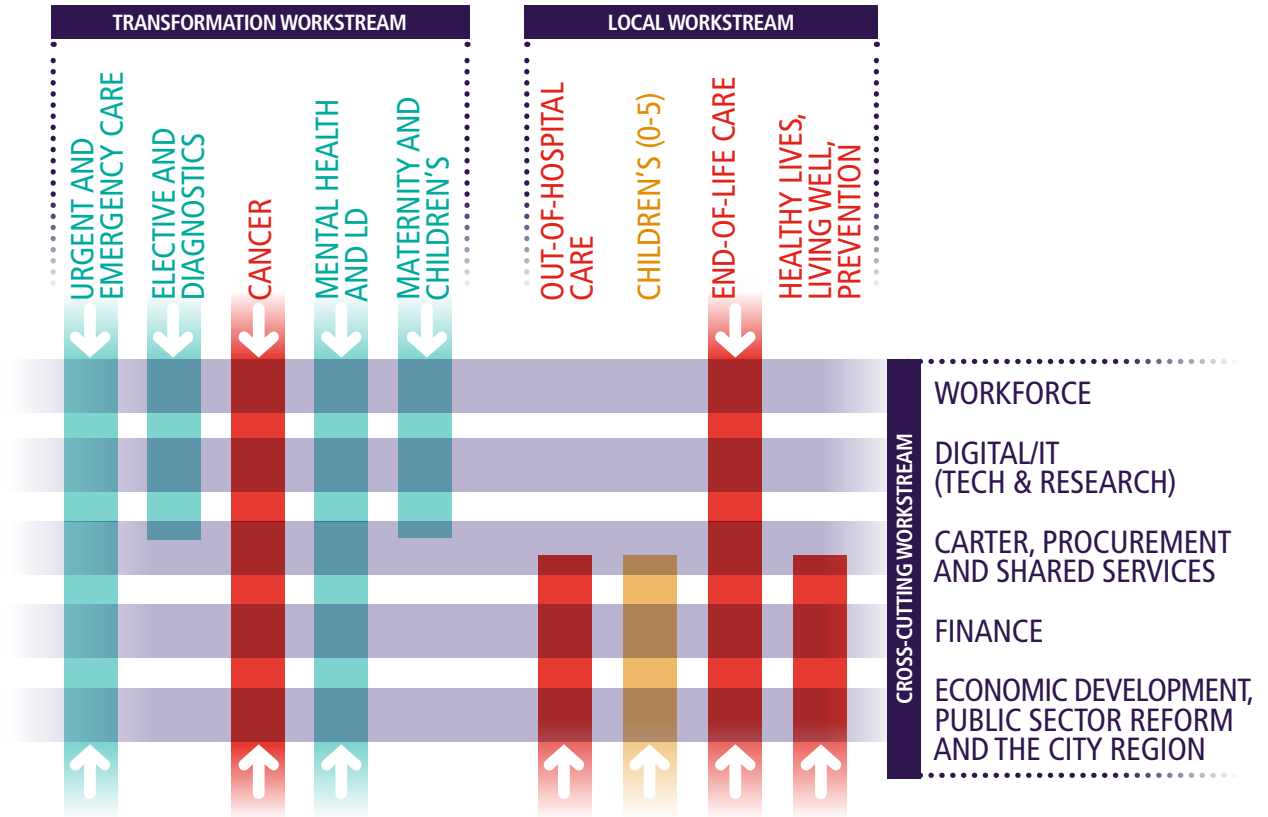 TRANSFORMATION WORKSTREAM
LOCAL WORKSTREAM
URGENT AND
EMERGENCY CARE
ELECTIVE AND
DIAGNOSTICS
CANCER
MENTAL HEALTH
AND LD
MATERNITY AND
CHILDREN'S
OUT-OF-HOSPITAL
CARE
CHILDREN'S (0-5)
END-OF-LIFE CARE
HEALTHY LIVES,
LIVING WELL,
PREVENTION
CROSS-CUTTING WORKSTREAM
WORKFORCE
DIGITAL/IT
(TECH & RESEARCH)
CARTER, PROCUREMENT
AND SHARED SERVICES
FINANCE
ECONOMIC DEVELOPMENT,
PUBLIC SECTOR REFORM
AND THE CITY REGION